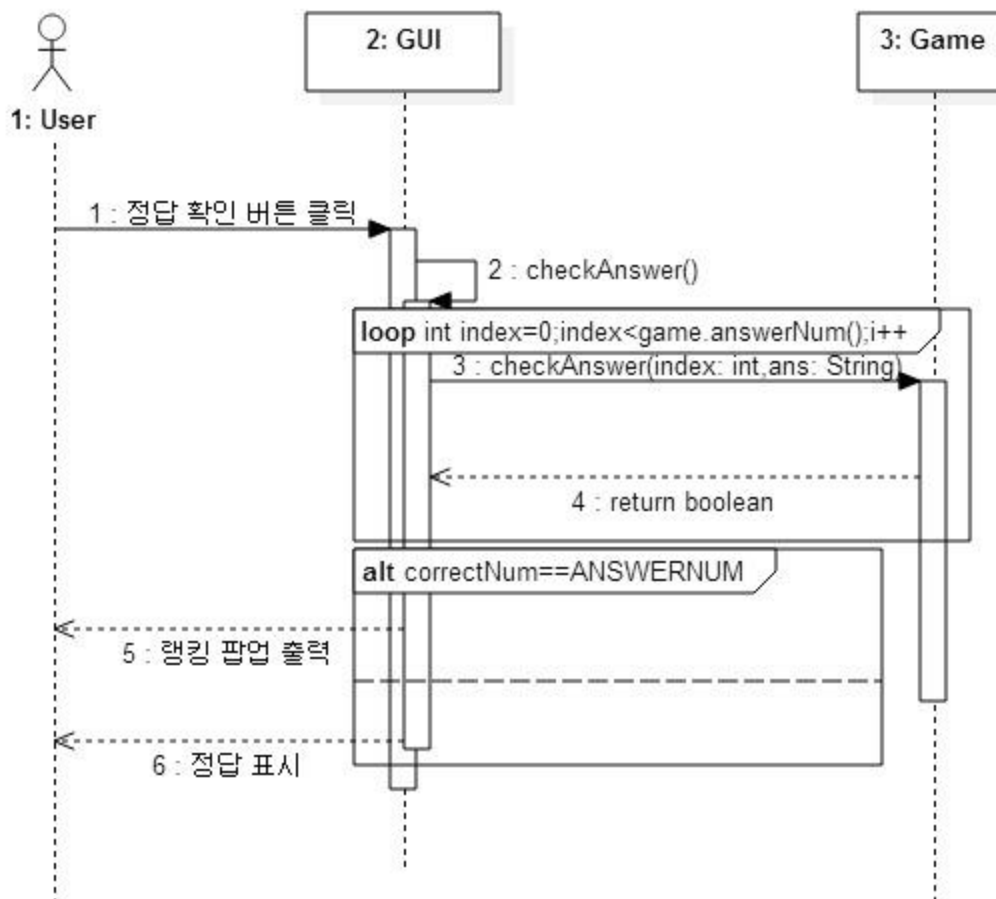 2: GUI
3: Game
1: User
1 : 정답 확인 버튼 클릭
2 : checkAnswer()
loop int index=0;index<game.answerNum();i++
3 : checkAnswer(index: int,ans: String)
4 : return boolean
alt correctNum==ANSWERNUM
5 :랭킹 팝업 출력
6 : 정답 표시